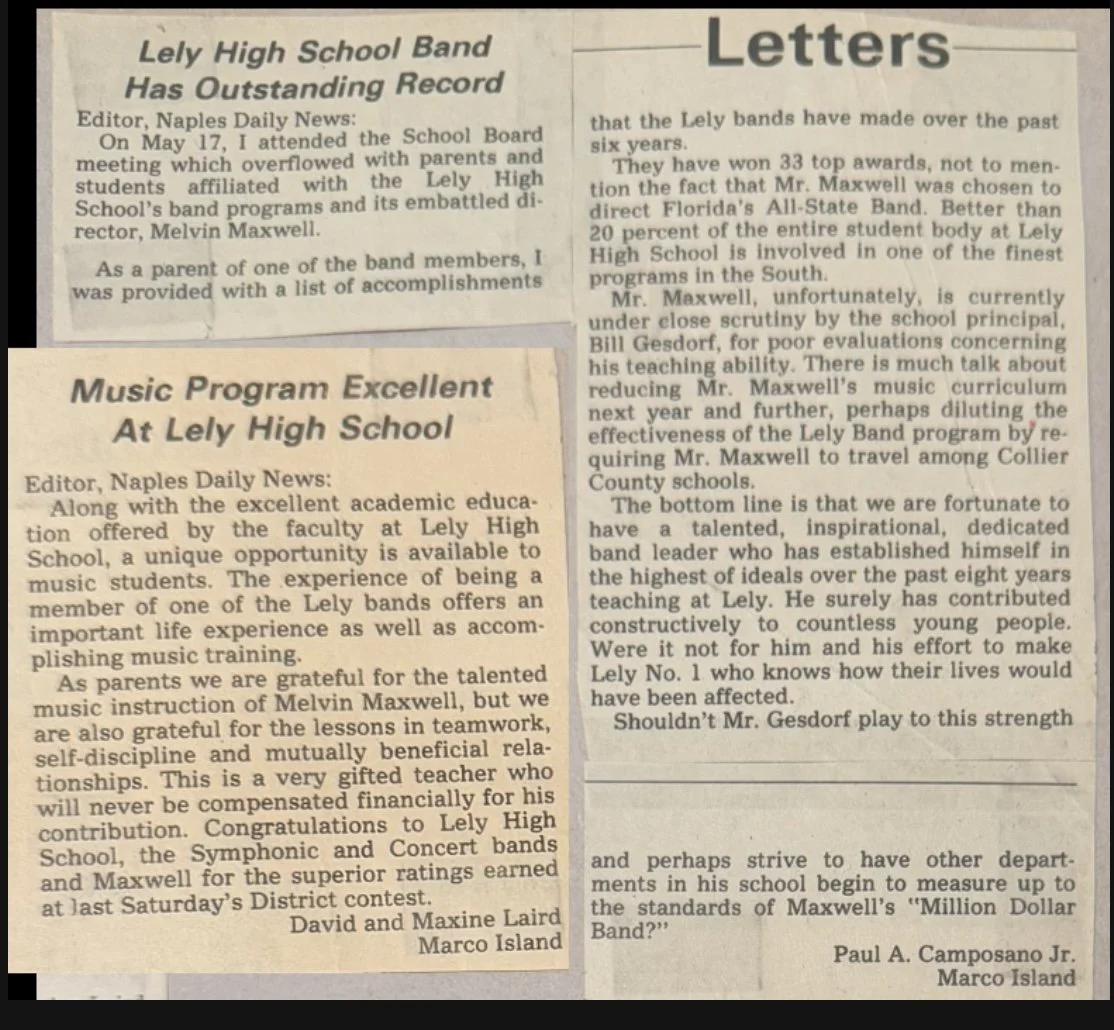 Lely High School Band
Has Outstanding Record
Editor, Naples Daily News:
On May 17, I attended the School Board
meeting which overflowed with parents and
students affiliated with the Lely High
School's band programs and its embattled di-
rector, Melvin Maxwell.
As a parent of one of the band members, I
was provided with a list of accomplishments
Letters
that the Lely bands have made over the past
six years.
They have won 33 top awards, not to men-
tion the fact that Mr. Maxwell was chosen to
direct Florida's All-State Band. Better than
20 percent of the entire student body at Lely
High School is involved in one of the finest
programs in the South.
Mr. Maxwell, unfortunately, is currently
under close scrutiny by the school principal,
Bill Gesdorf, for poor evaluations concerning
his teaching ability. There is much talk about
reducing Mr. Maxwell's music curriculum
next year and further, perhaps diluting the
effectiveness of the Lely Band program by re-
quiring Mr. Maxwell to travel among Collier
County schools.
The bottom line is that we are fortunate to
have a talented, inspirational, dedicated
band leader who has established himself in
the highest of ideals over the past eight years
teaching at Lely. He surely has contributed
constructively to countless young people.
Were it not for him and his effort to make
Lely No. 1 who knows how their lives would
have been affected.
Shouldn't Mr. Gesdorf play to this strength
and perhaps strive to have other depart-
ments in his school begin to measure up to
the standards of Maxwell's "Million Dollar
Band?"
Paul A. Camposano Jr.
Marco Island
Music Program Excellent
At Lely High School
Editor, Naples Daily News:
Along with the excellent academic educa-
tion offered by the faculty at Lely High
School, a unique opportunity is available to
music students. The experience of being a
member of one of the Lely bands offers an
important life experience as well as accom-
plishing music training.
As parents we are grateful for the talented
music instruction of Melvin Maxwell, but we
are also grateful for the lessons in teamwork,
self-discipline and mutually beneficial rela-
tionships. This is a very gifted teacher who
will never be compensated financially for his
contribution. Congratulations to Lely High
School, the Symphonic and Concert bands
and Maxwell for the superior ratings earned
at last Saturday's District contest.
David and Maxine Laird
Marco Island